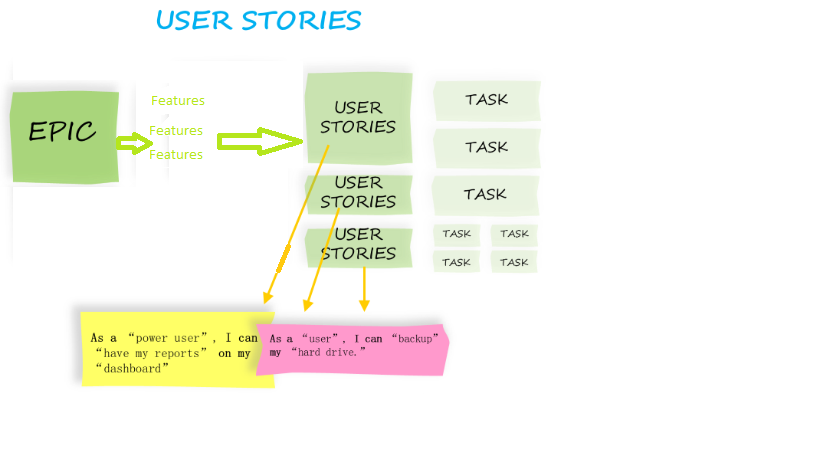 USER STORIES
EPIC
Features
Features
Features
USER
STORIES
USER
STORIES
USER
STORIES
TASK
TASK
TASK
TASK TASK
TASK TASK
As a “power user”, I can
“have my reports” on my
“dashboard”
As a “user”, I can “backup”
my “hard drive.”